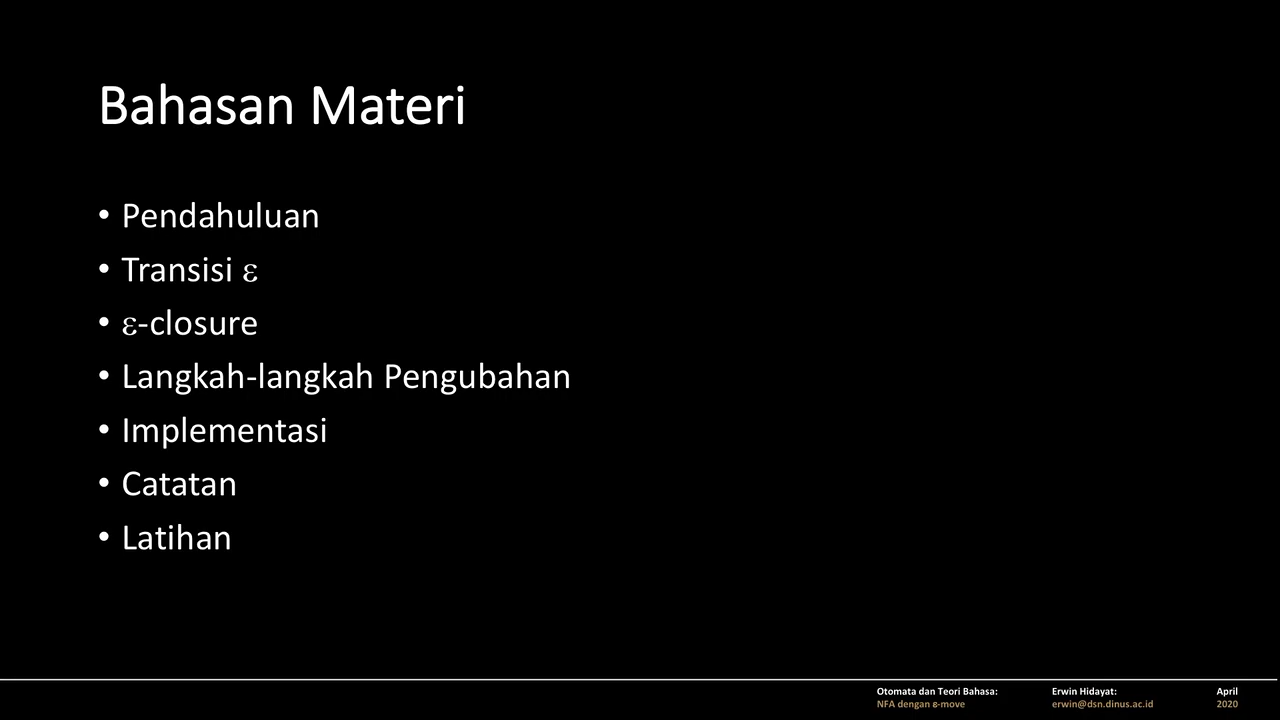 Bahasan Materi
• Pendahuluan
• Transisi ε
• ε-closure
• Langkah-langkah Pengubahan
• Implementasi
• Catatan
• Latihan
Otomata dan Teori Bahasa:
NFA dengan ε-move
Erwin Hidayat:
erwin@dsn.dinus.ac.id
April
2020